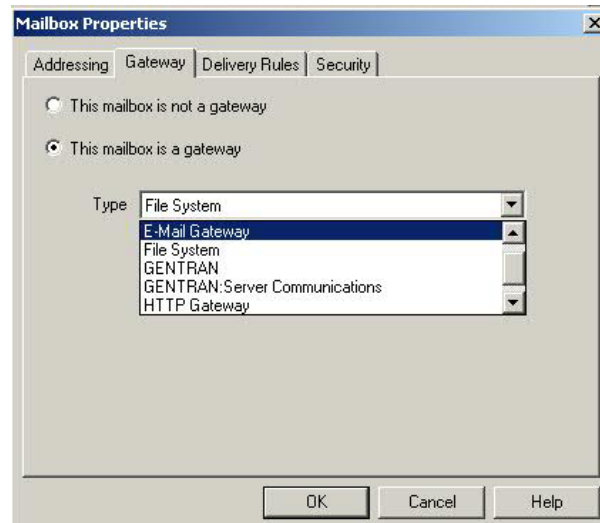 Mailbox Properties
Addressing Gateway Delivery Rules Security
This mailbox is not a gateway
This mailbox is a gateway
Type File System
E-Mail Gateway
File System
GENTRAN
GENTRAN:Server Communications
HTTP Gateway
OK Cancel Help